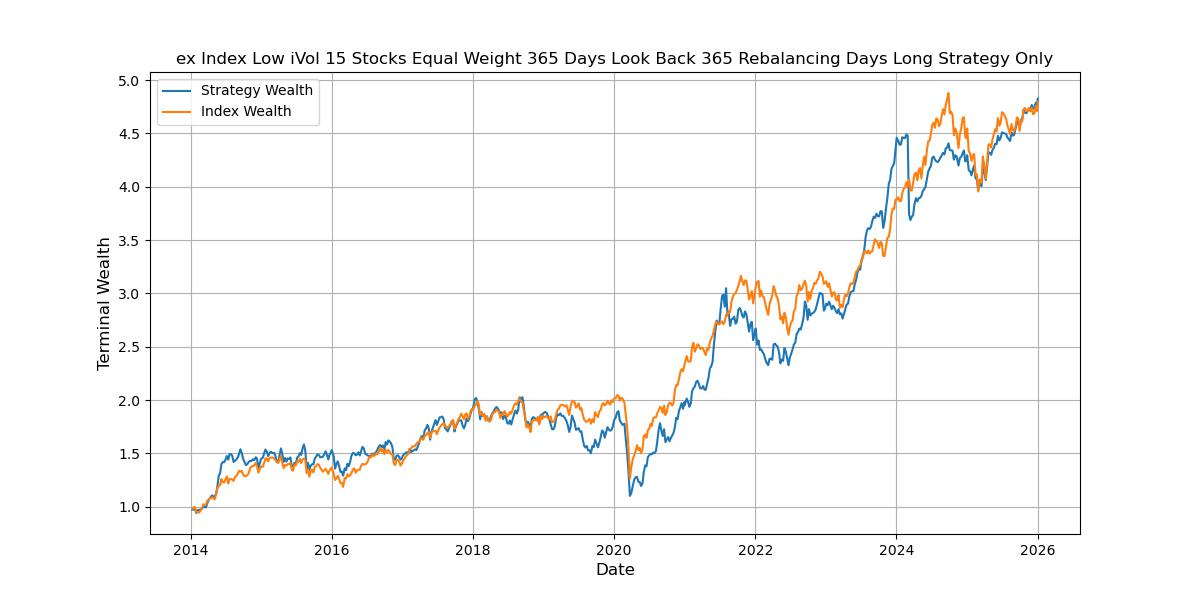 ex Index Low iVol 15 Stocks Equal Weight 365 Days Look Back 365 Rebalancing Days Long Strategy Only
Strategy Wealth
Index Wealth
Terminal Wealth
5.0
4.5
4.0
3.5
3.0
2.5
2.0
1.5
1.0
2014 2016 2018 2020 2022 2024 2026
Date